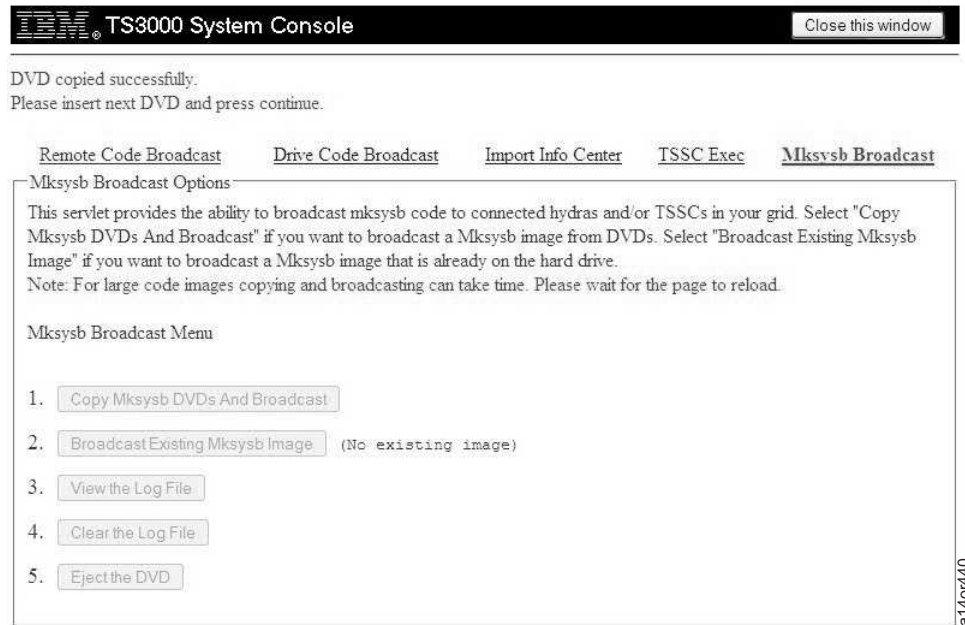 IBM® TS3000 System Console
Close this window
DVD copied successfully.
Please insert next DVD and press continue.
Remote Code Broadcast Drive Code Broadcast Import Info Center TSSC Exec Mksysb Broadcast
Mksysb Broadcast Options
This servlet provides the ability to broadcast mksysb code to connected hydras and/or TSSCs in your grid. Select "Copy
Mksysb DVDs And Broadcast" if you want to broadcast a Mksysb image from DVDs. Select "Broadcast Existing Mksysb
Image" if you want to broadcast a Mksysb image that is already on the hard drive.
Note: For large code images copying and broadcasting can take time. Please wait for the page to reload.
Mksysb Broadcast Menu
1. Copy Mksysb DVDs And Broadcast
2. Broadcast Existing Mksysb Image (No existing image)
3. View the Log File
4. Clear the Log File
5. Eject the DVD
a14or440